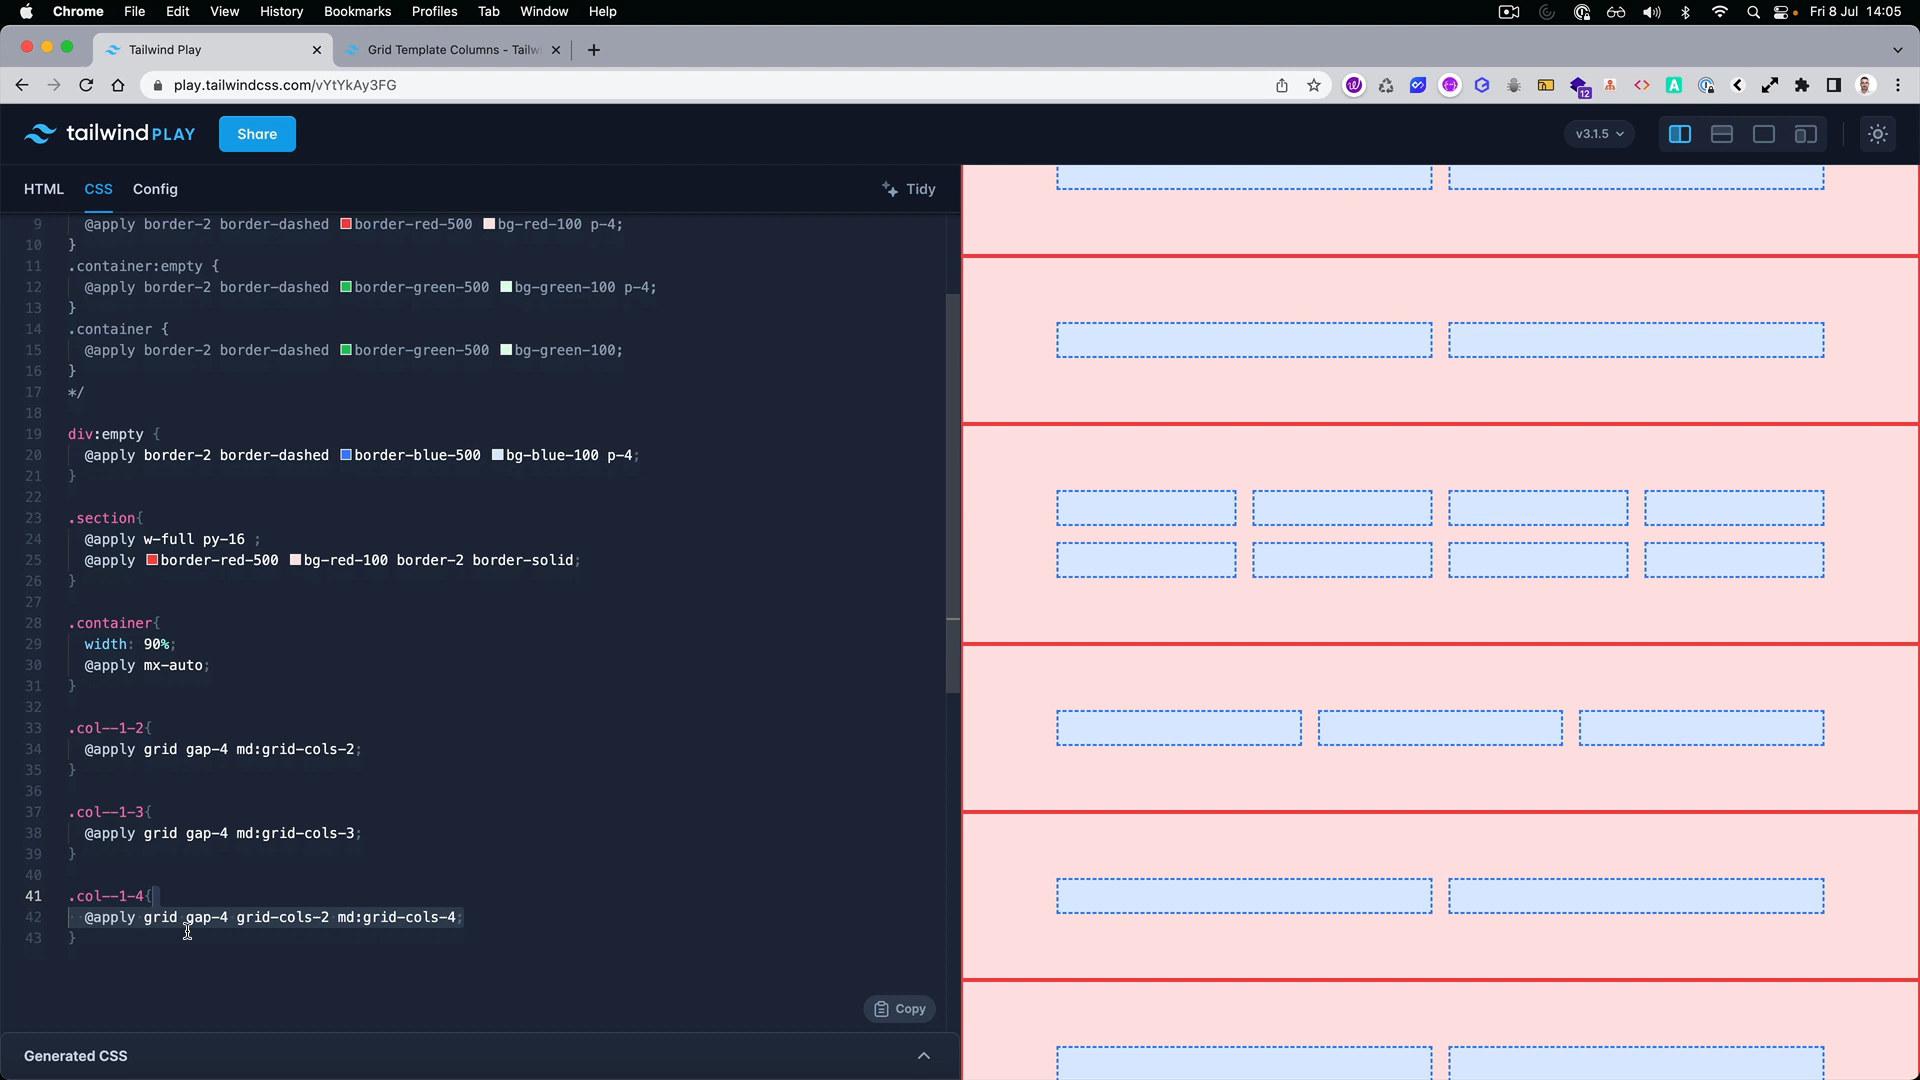 Chrome File Edit View History Bookmarks Profiles Tab Window Help Fri 8 Jul 14:05
Tailwind Play Grid Template Columns - Tailw
play.tailwindcss.com/vYtYkAy3FG 12
tailwind PLAY Share v3.1.5
HTML CSS Config Tidy
9 @apply border-2 border-dashed border-red-500 bg-red-100 p-4;
10 }
11 .container:empty {
12 @apply border-2 border-dashed border-green-500 bg-green-100 p-4;
13 }
14 .container {
15 @apply border-2 border-dashed border-green-500 bg-green-100;
16 }
17 */
18
19 div:empty {
20 @apply border-2 border-dashed border-blue-500 bg-blue-100 p-4;
21 }
22
23 .section{
24 @apply w-full py-16 ;
25 @apply border-red-500 bg-red-100 border-2 border-solid;
26 }
27
28 .container{
29 width: 90%;
30 @apply mx-auto;
31 }
32
33 .col--1-2{
34 @apply grid gap-4 md:grid-cols-2;
35 }
36
37 .col--1-3{
38 @apply grid gap-4 md:grid-cols-3;
39 }
40
41 .col--1-4{
42 @apply grid gap-4 grid-cols-2 md:grid-cols-4;
43 }
Copy
Generated CSS